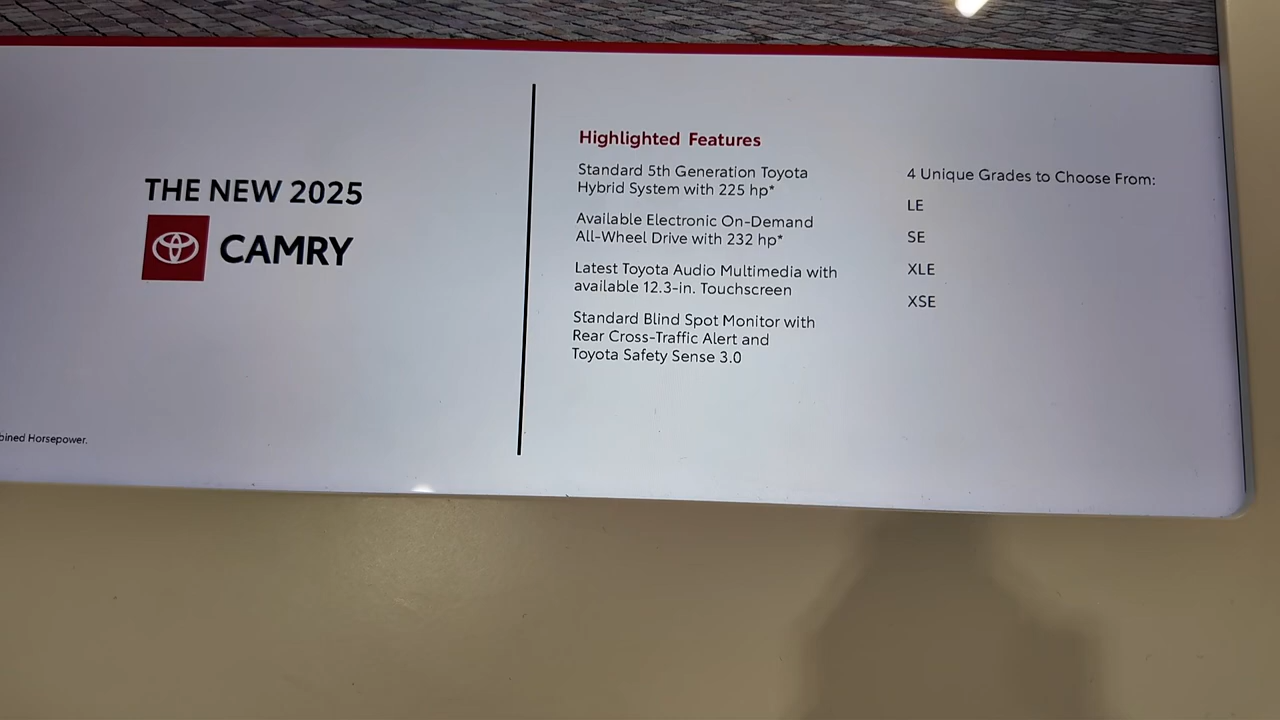 THE NEW 2025
CAMRY
Highlighted Features
Standard 5th Generation Toyota
Hybrid System with 225 hp*
Available Electronic On-Demand
All-Wheel Drive with 232 hp*
Latest Toyota Audio Multimedia with
available 12.3-in. Touchscreen
Standard Blind Spot Monitor with
Rear Cross-Traffic Alert and
Toyota Safety Sense 3.0
4 Unique Grades to Choose From:
LE
SE
XLE
XSE
Horsepower.